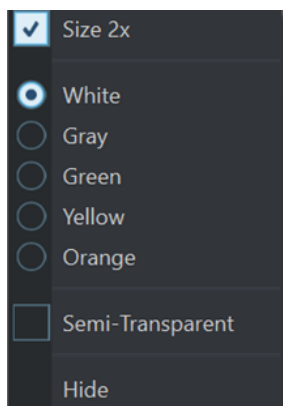 Size 2x
White
Gray
Green
Yellow
Orange
Semi-Transparent
Hide